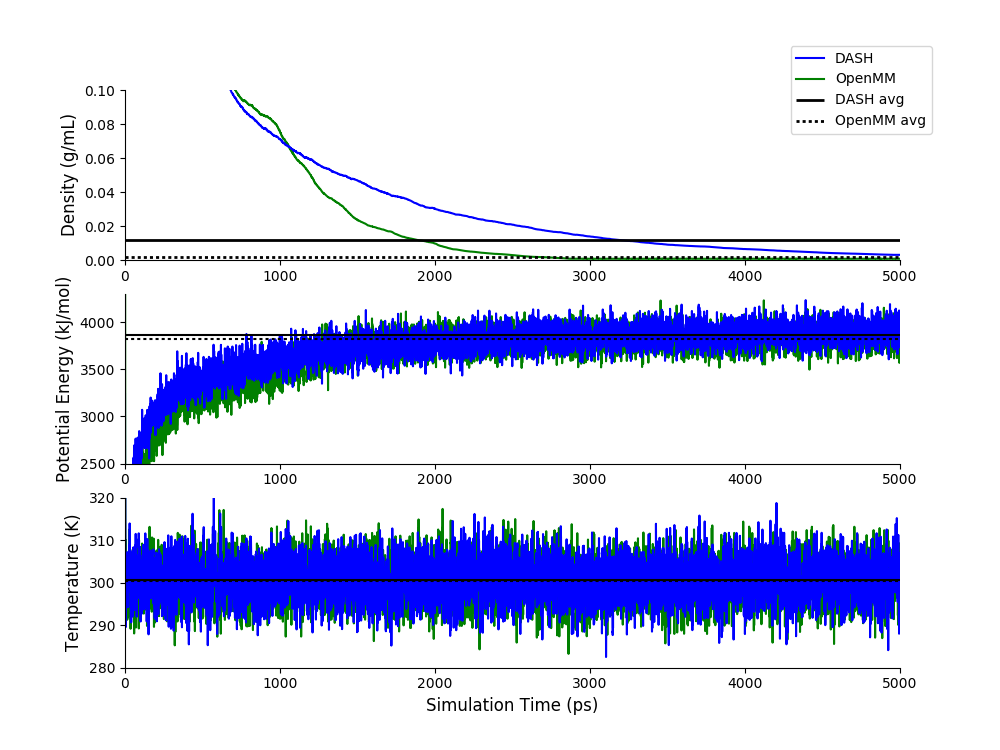 DASH
OpenMM
DASH avg
OpenMM avg
Density (g/mL)
0.10
0.08
0.06
0.04
0.02
0.00
0 1000 2000 3000 4000 5000
Potential Energy (kJ/mol)
4000
3500
3000
2500
0 1000 2000 3000 4000 5000
Temperature (K)
320
310
300
290
280
0 1000 2000 3000 4000 5000
Simulation Time (ps)